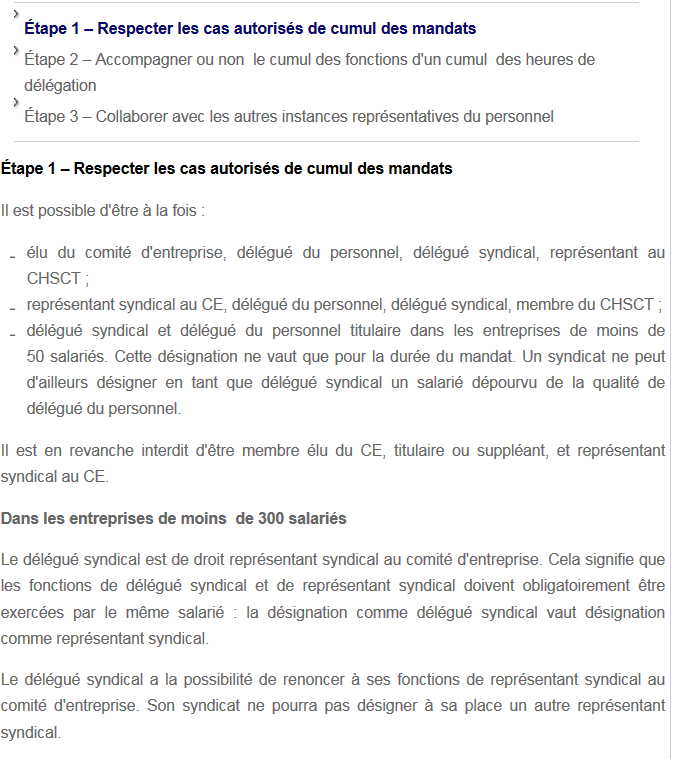 Étape 1 – Respecter les cas autorisés de cumul des mandats
Étape 2 – Accompagner ou non le cumul des fonctions d'un cumul des heures de
délégation
Étape 3 – Collaborer avec les autres instances représentatives du personnel
Étape 1 – Respecter les cas autorisés de cumul des mandats
Il est possible d'être à la fois :
- élu du comité d'entreprise, délégué du personnel, délégué syndical, représentant au
CHSCT ;
- représentant syndical au CE, délégué du personnel, délégué syndical, membre du CHSCT ;
- délégué syndical et délégué du personnel titulaire dans les entreprises de moins de
50 salariés. Cette désignation ne vaut que pour la durée du mandat. Un syndicat ne peut
d'ailleurs désigner en tant que délégué syndical un salarié dépourvu de la qualité de
délégué du personnel.
Il est en revanche interdit d'être membre élu du CE, titulaire ou suppléant, et représentant
syndical au CE.
Dans les entreprises de moins de 300 salariés
Le délégué syndical est de droit représentant syndical au comité d'entreprise. Cela signifie que
les fonctions de délégué syndical et de représentant syndical doivent obligatoirement être
exercées par le même salarié : la désignation comme délégué syndical vaut désignation
comme représentant syndical.
Le délégué syndical a la possibilité de renoncer à ses fonctions de représentant syndical au
comité d'entreprise. Son syndicat ne pourra pas désigner à sa place un autre représentant
syndical.